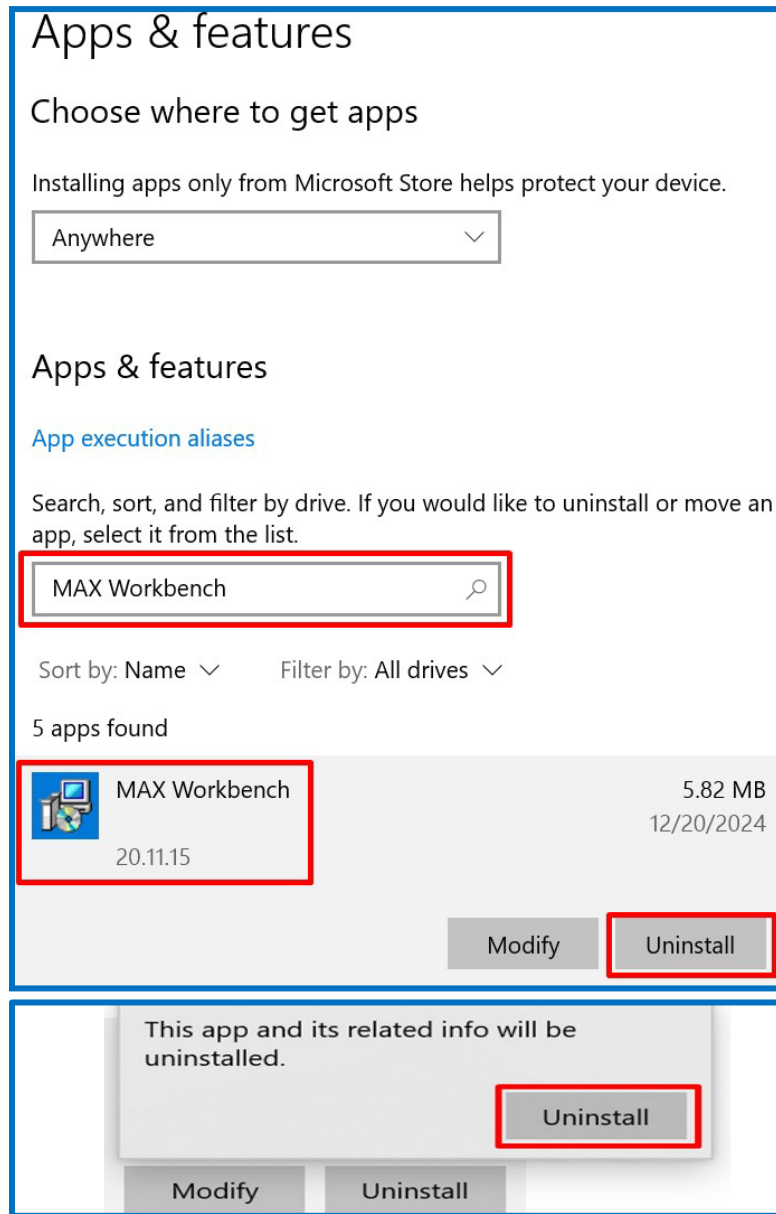 Apps & features
Choose where to get apps
Installing apps only from Microsoft Store helps protect your device.
Anywhere
Apps & features
App execution aliases
Search, sort, and filter by drive. If you would like to uninstall or move an
app, select it from the list.
MAX Workbench
Sort by: Name Filter by: All drives
5 apps found
MAX Workbench 5.82 MB
12/20/2024
20.11.15
Modify Uninstall
This app and its related info will be
uninstalled.
Uninstall
Modify Uninstall